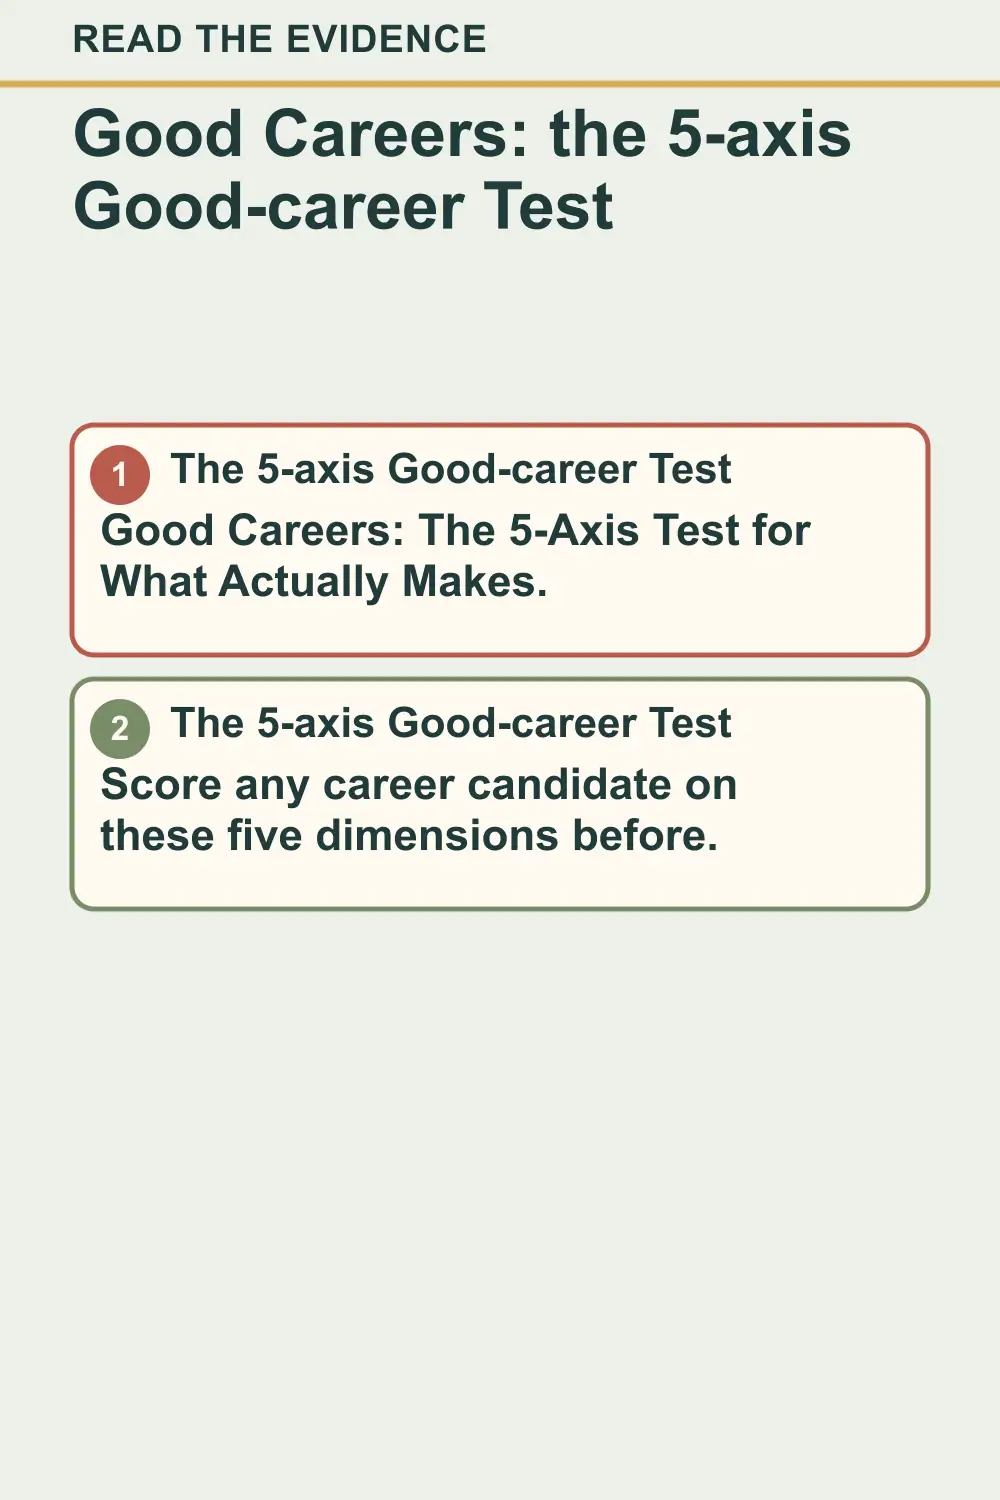 READ THE EVIDENCE
Good Careers: the 5-axis
Good-career Test
1
The 5-axis Good-career Test
Good Careers: The 5-Axis Test for
What Actually Makes.
2
The 5-axis Good-career Test
Score any career candidate on
these five dimensions before.